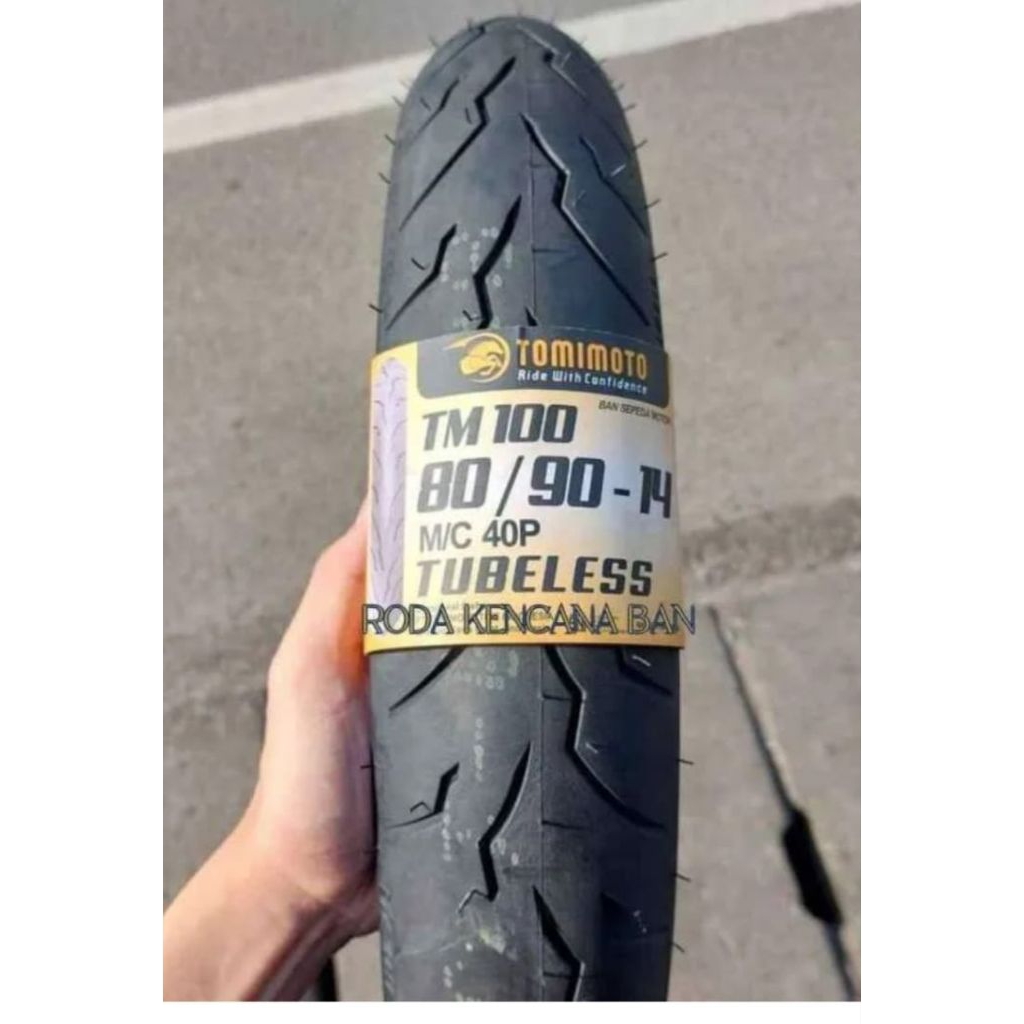 TOMIMOTO
Ride With Confidence
BAN SEPEDA MOTOR
TM 100
80/90-14
M/C 40P
TUBELESS
RODA KENCANA BAN